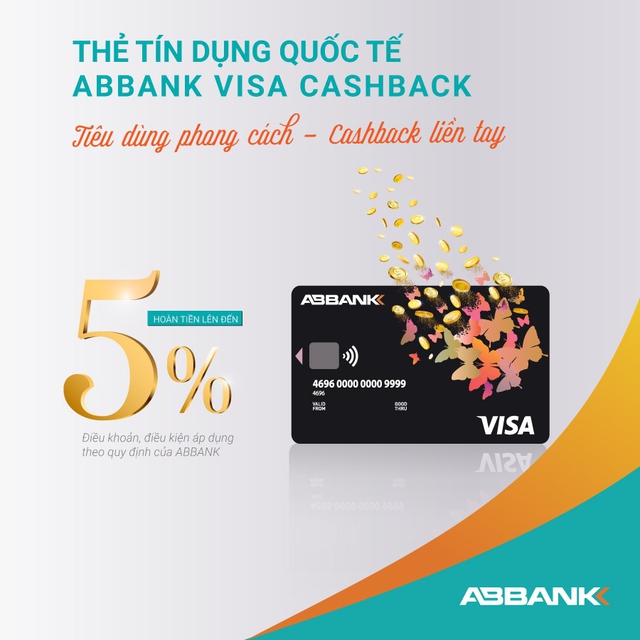 THẺ TÍN DỤNG QUỐC TẾ
ABBANK VISA CASHBACK
Tiêu dùng phong cách – Cashback liền tay
HOÀN TIỀN LÊN ĐẾN
5%
Điều khoản, điều kiện áp dụng
theo quy định của ABBANK
ABBANK
4696 0000 0000 9999
4696
VALID FROM
GOOD THRU
VISA
ABBANK